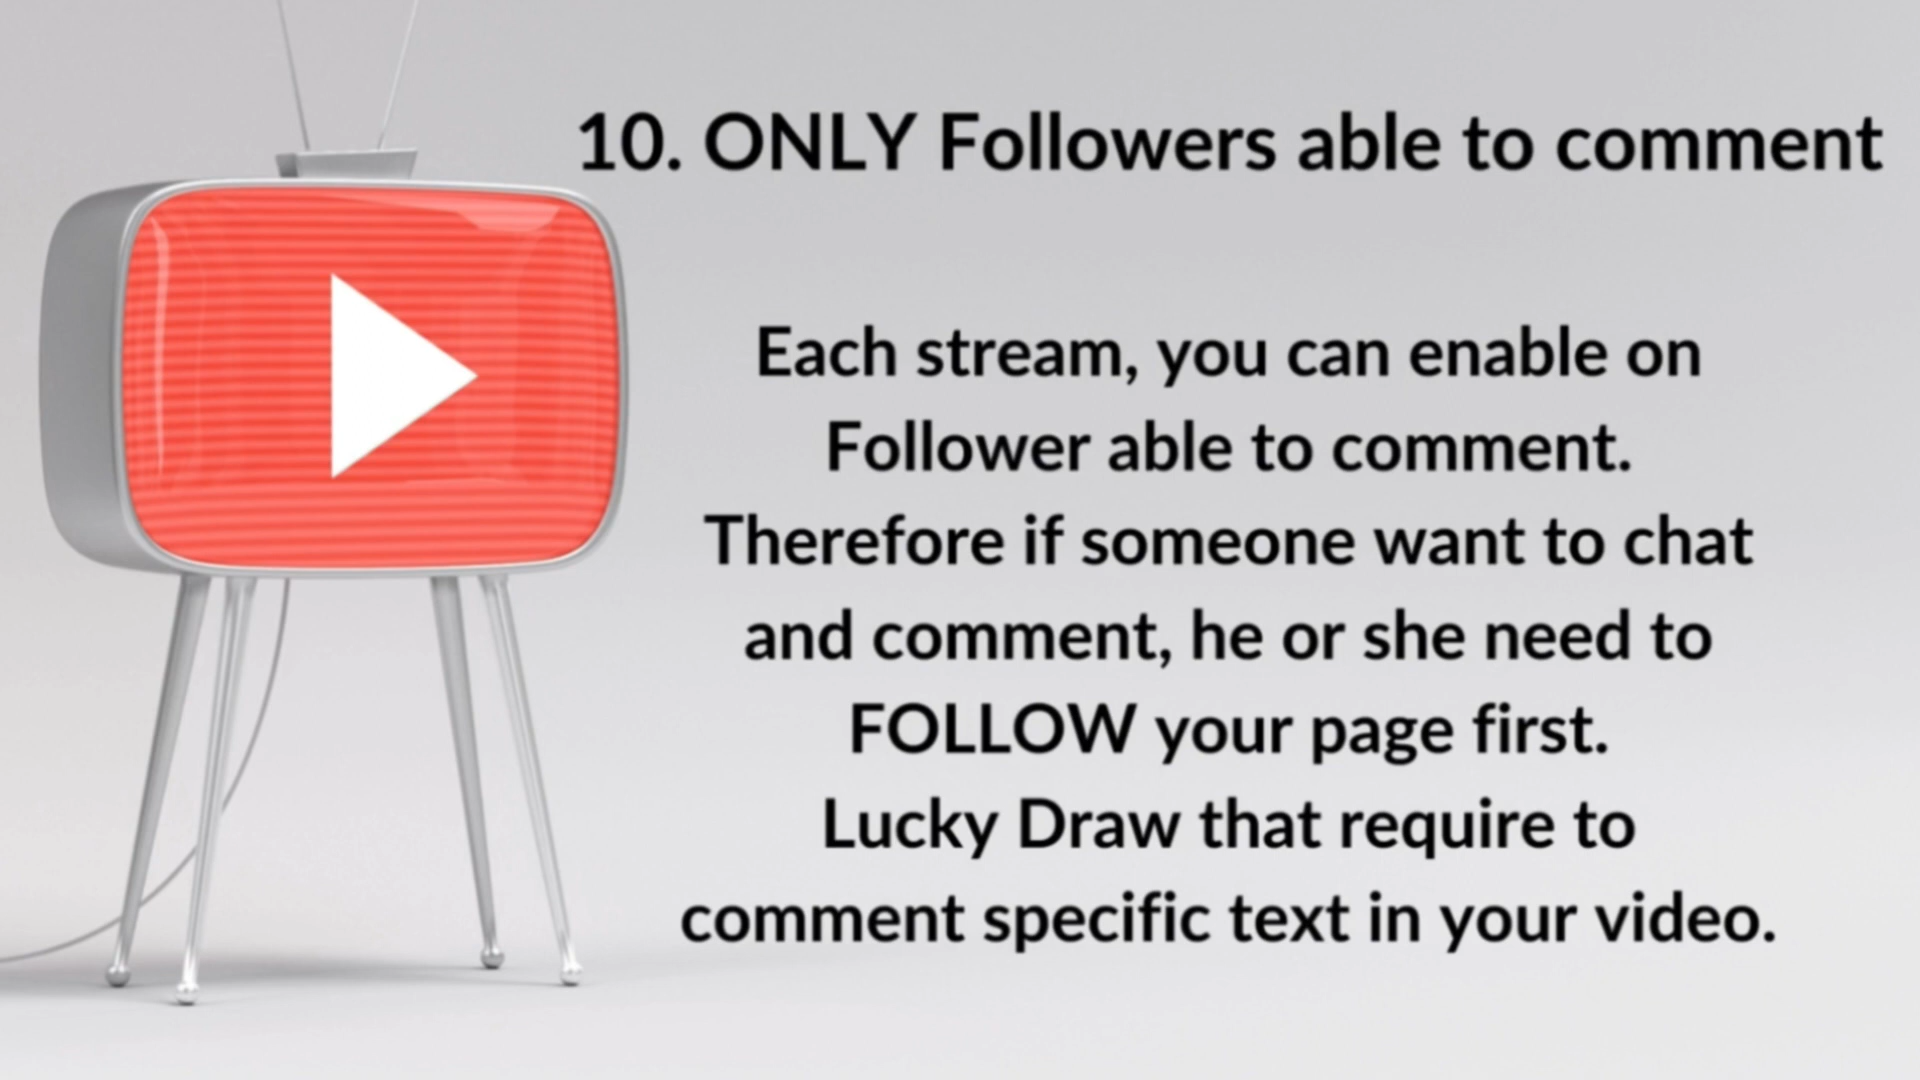 10. ONLY Followers able to comment
Each stream, you can enable on
Follower able to comment.
Therefore if someone want to chat
and comment, he or she need to
FOLLOW your page first.
Lucky Draw that require to
comment specific text in your video.